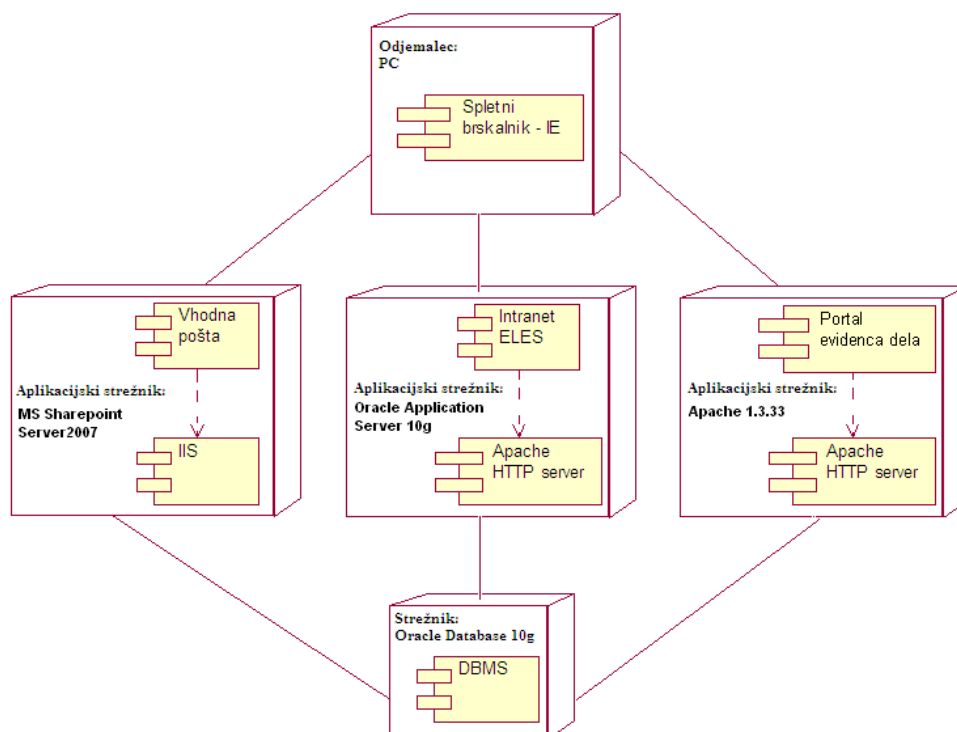 Odjemalec:
PC
Spletni
brskalnik - IE
Vhodna
pošta
Aplikacijski strežnik:
MS Sharepoint
Server2007
IIS
Intranet
ELES
Aplikacijski strežnik:
Oracle Application
Server 10g
Apache
HTTP server
Portal
evidenca dela
Aplikacijski strežnik:
Apache 1.3.33
Apache
HTTP server
Strežnik:
Oracle Database 10g
DBMS